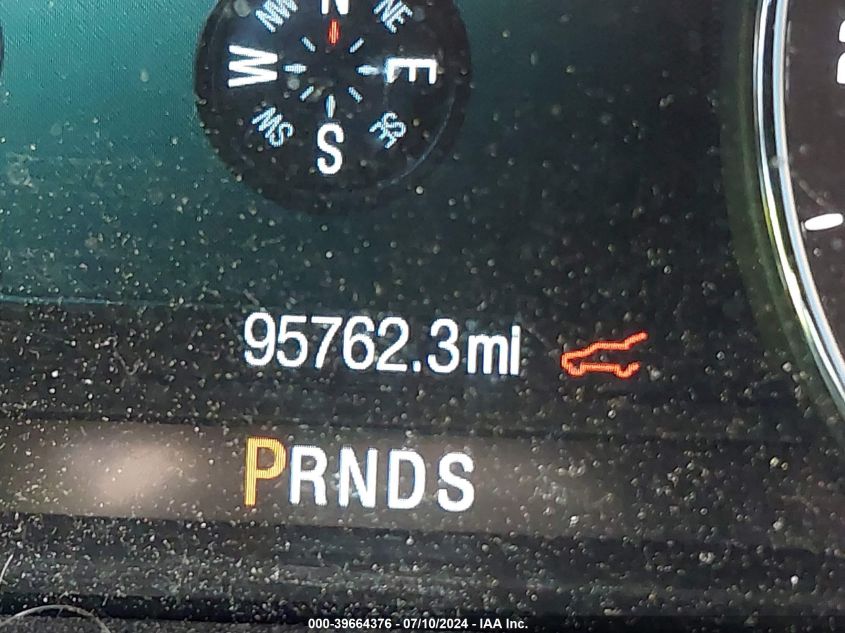 N
NW NE
W E
SW SE
S
95762.3mi
PRNDS
000-39664376 - 07/10/2024 - IAA Inc.